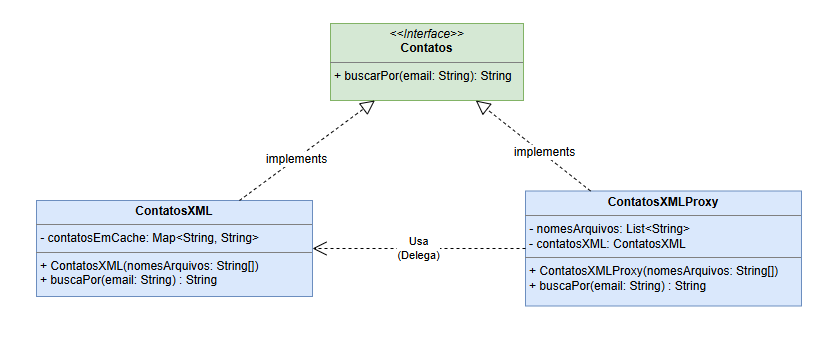 <<Interface>>
Contatos
+ buscarPor(email: String): String
implements
implements
ContatosXML
- contatosEmCache: Map<String, String>
+ ContatosXML(nomesArquivos: String[])
+ buscaPor(email: String) : String
Usa
(Delega)
ContatosXMLProxy
- nomesArquivos: List<String>
- contatosXML: ContatosXML
+ ContatosXMLProxy(nomesArquivos: String[])
+ buscaPor(email: String) : String